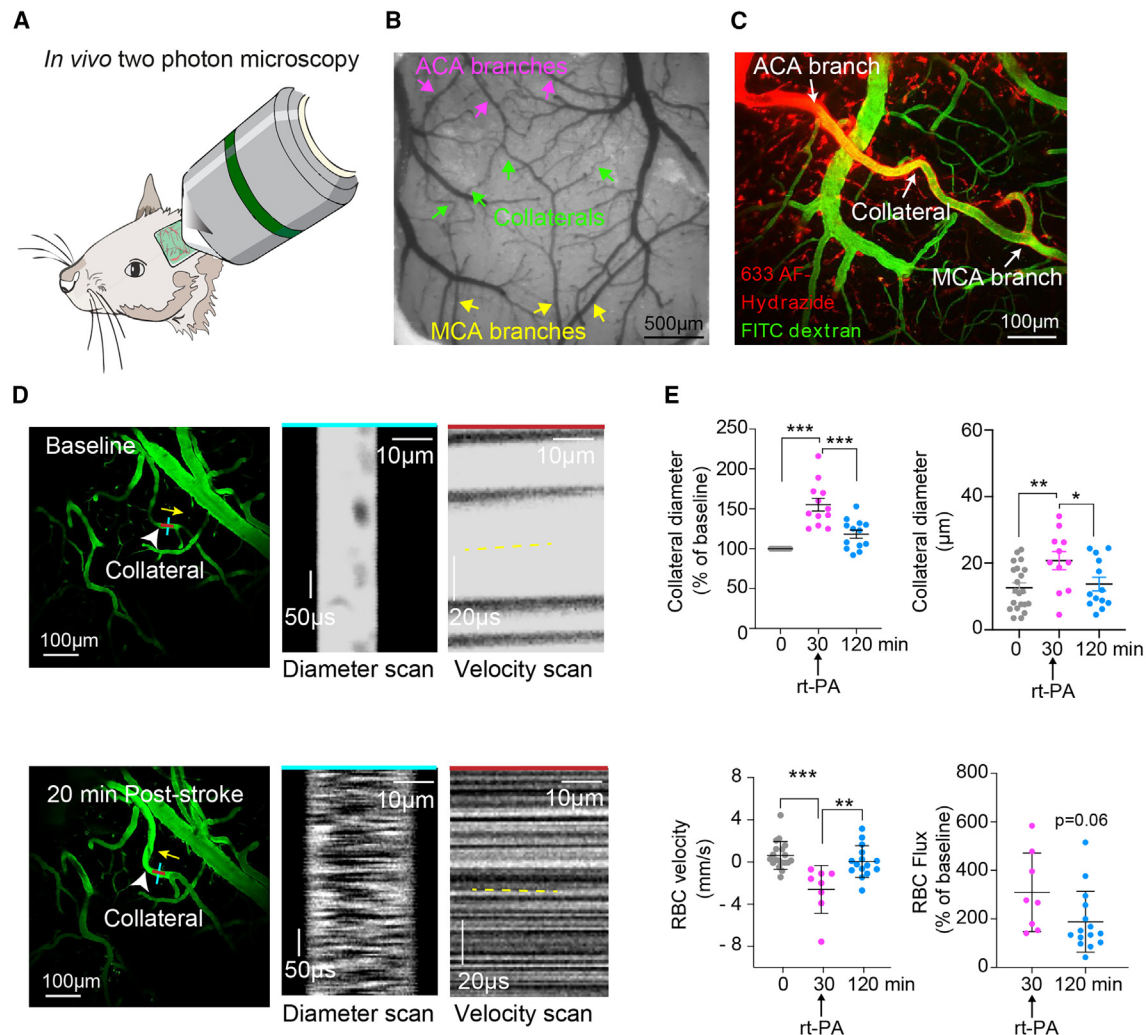 A
In vivo two photon microscopy
B
ACA branches
Collaterals
MCA branches
500µm
C
ACA branch
Collateral
MCA branch
633 AF
Hydrazide
FITC dextran
100µm
D
Baseline
Collateral
100µm
10µm
50µs
Diameter scan
10µm
20µs
Velocity scan
20 min Post-stroke
Collateral
100µm
10µm
50µs
Diameter scan
10µm
20µs
Velocity scan
E
Collateral diameter
(% of baseline)
250
200
150
100
50
0
*** ***
0 30 120 min
rt-PA
Collateral diameter
(µm)
60
40
20
0
** *
0 30 120 min
rt-PA
RBC velocity
(mm/s)
8
4
0
- 4
- 8
*** **
0 30 120 min
rt-PA
RBC Flux
(% of baseline)
800
600
400
200
0
p=0.06
30 120 min
rt-PA